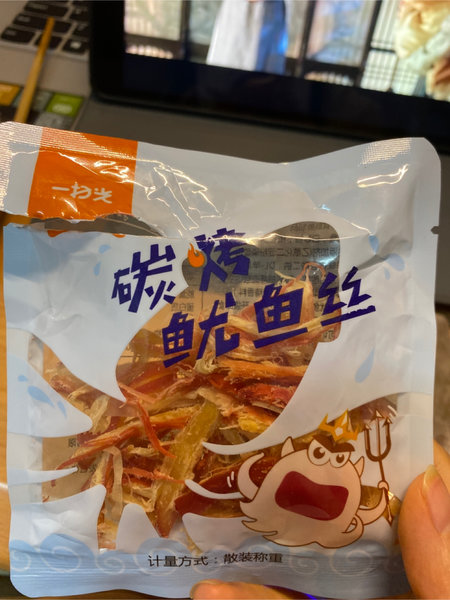 一扫光
碳烤
鱿鱼丝
计量方式：散装称重